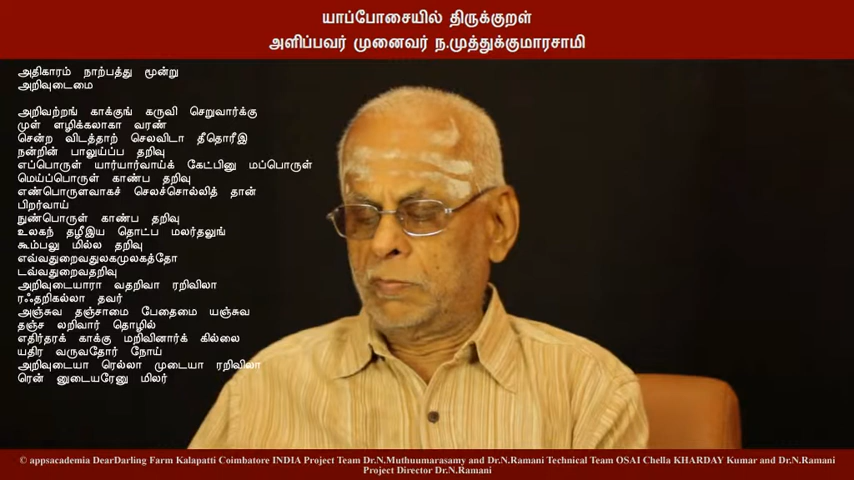 யாப்போசையில் திருக்குறள்
அளிப்பவர் முனைவர் ந.முத்துக்குமாரசாமி
அதிகாரம் நாற்பத்து மூன்று
அறிவுடைமை
அறிவற்றங் காக்குங் கருவி செறுவார்க்கு
முள் ளழிக்கலாகா வரண்
சென்ற விடத்தாற் செலவிடா தீதொரீஇ
நன்றின் பாலுய்ப்ப தறிவு
எப்பொருள் யார்யார்வாய்க் கேட்பினு மப்பொருள்
மெய்ப்பொருள் காண்ப தறிவு
எண்பொருளவாகச் செலச்சொல்லித் தான்
பிறர்வாய்
நுண்பொருள் காண்ப தறிவு
உலகந் தழீஇய தொட்ப மலர்தலுங்
கூம்பலு மில்ல தறிவு
எவ்வதுறைவதுலகமுலகத்தோ
டவ்வதுறைவதறிவு
அறிவுடையாரா வதறிவா ரறிவிலா
ரஃதறிகல்லா தவர்
அஞ்சுவ தஞ்சாமை பேதைமை யஞ்சுவ
தஞ்ச லறிவார் தொழில்
எதிர்தரக் காக்கு மறிவினார்க் கில்லை
யதிர வருவதோர் நோய்
அறிவுடையா ரெல்லா முடையா ரறிவிலா
ரென் னுடையரேனு மிலர்
© appsacademia DearDarling Farm Kalapatti Coimbatore INDIA Project Team Dr.N.Muthuumarasamy and Dr.N.Ramani Technical Team OSAI Chella KHARDAY Kumar and Dr.N.Ramani
Project Director Dr.N.Ramani